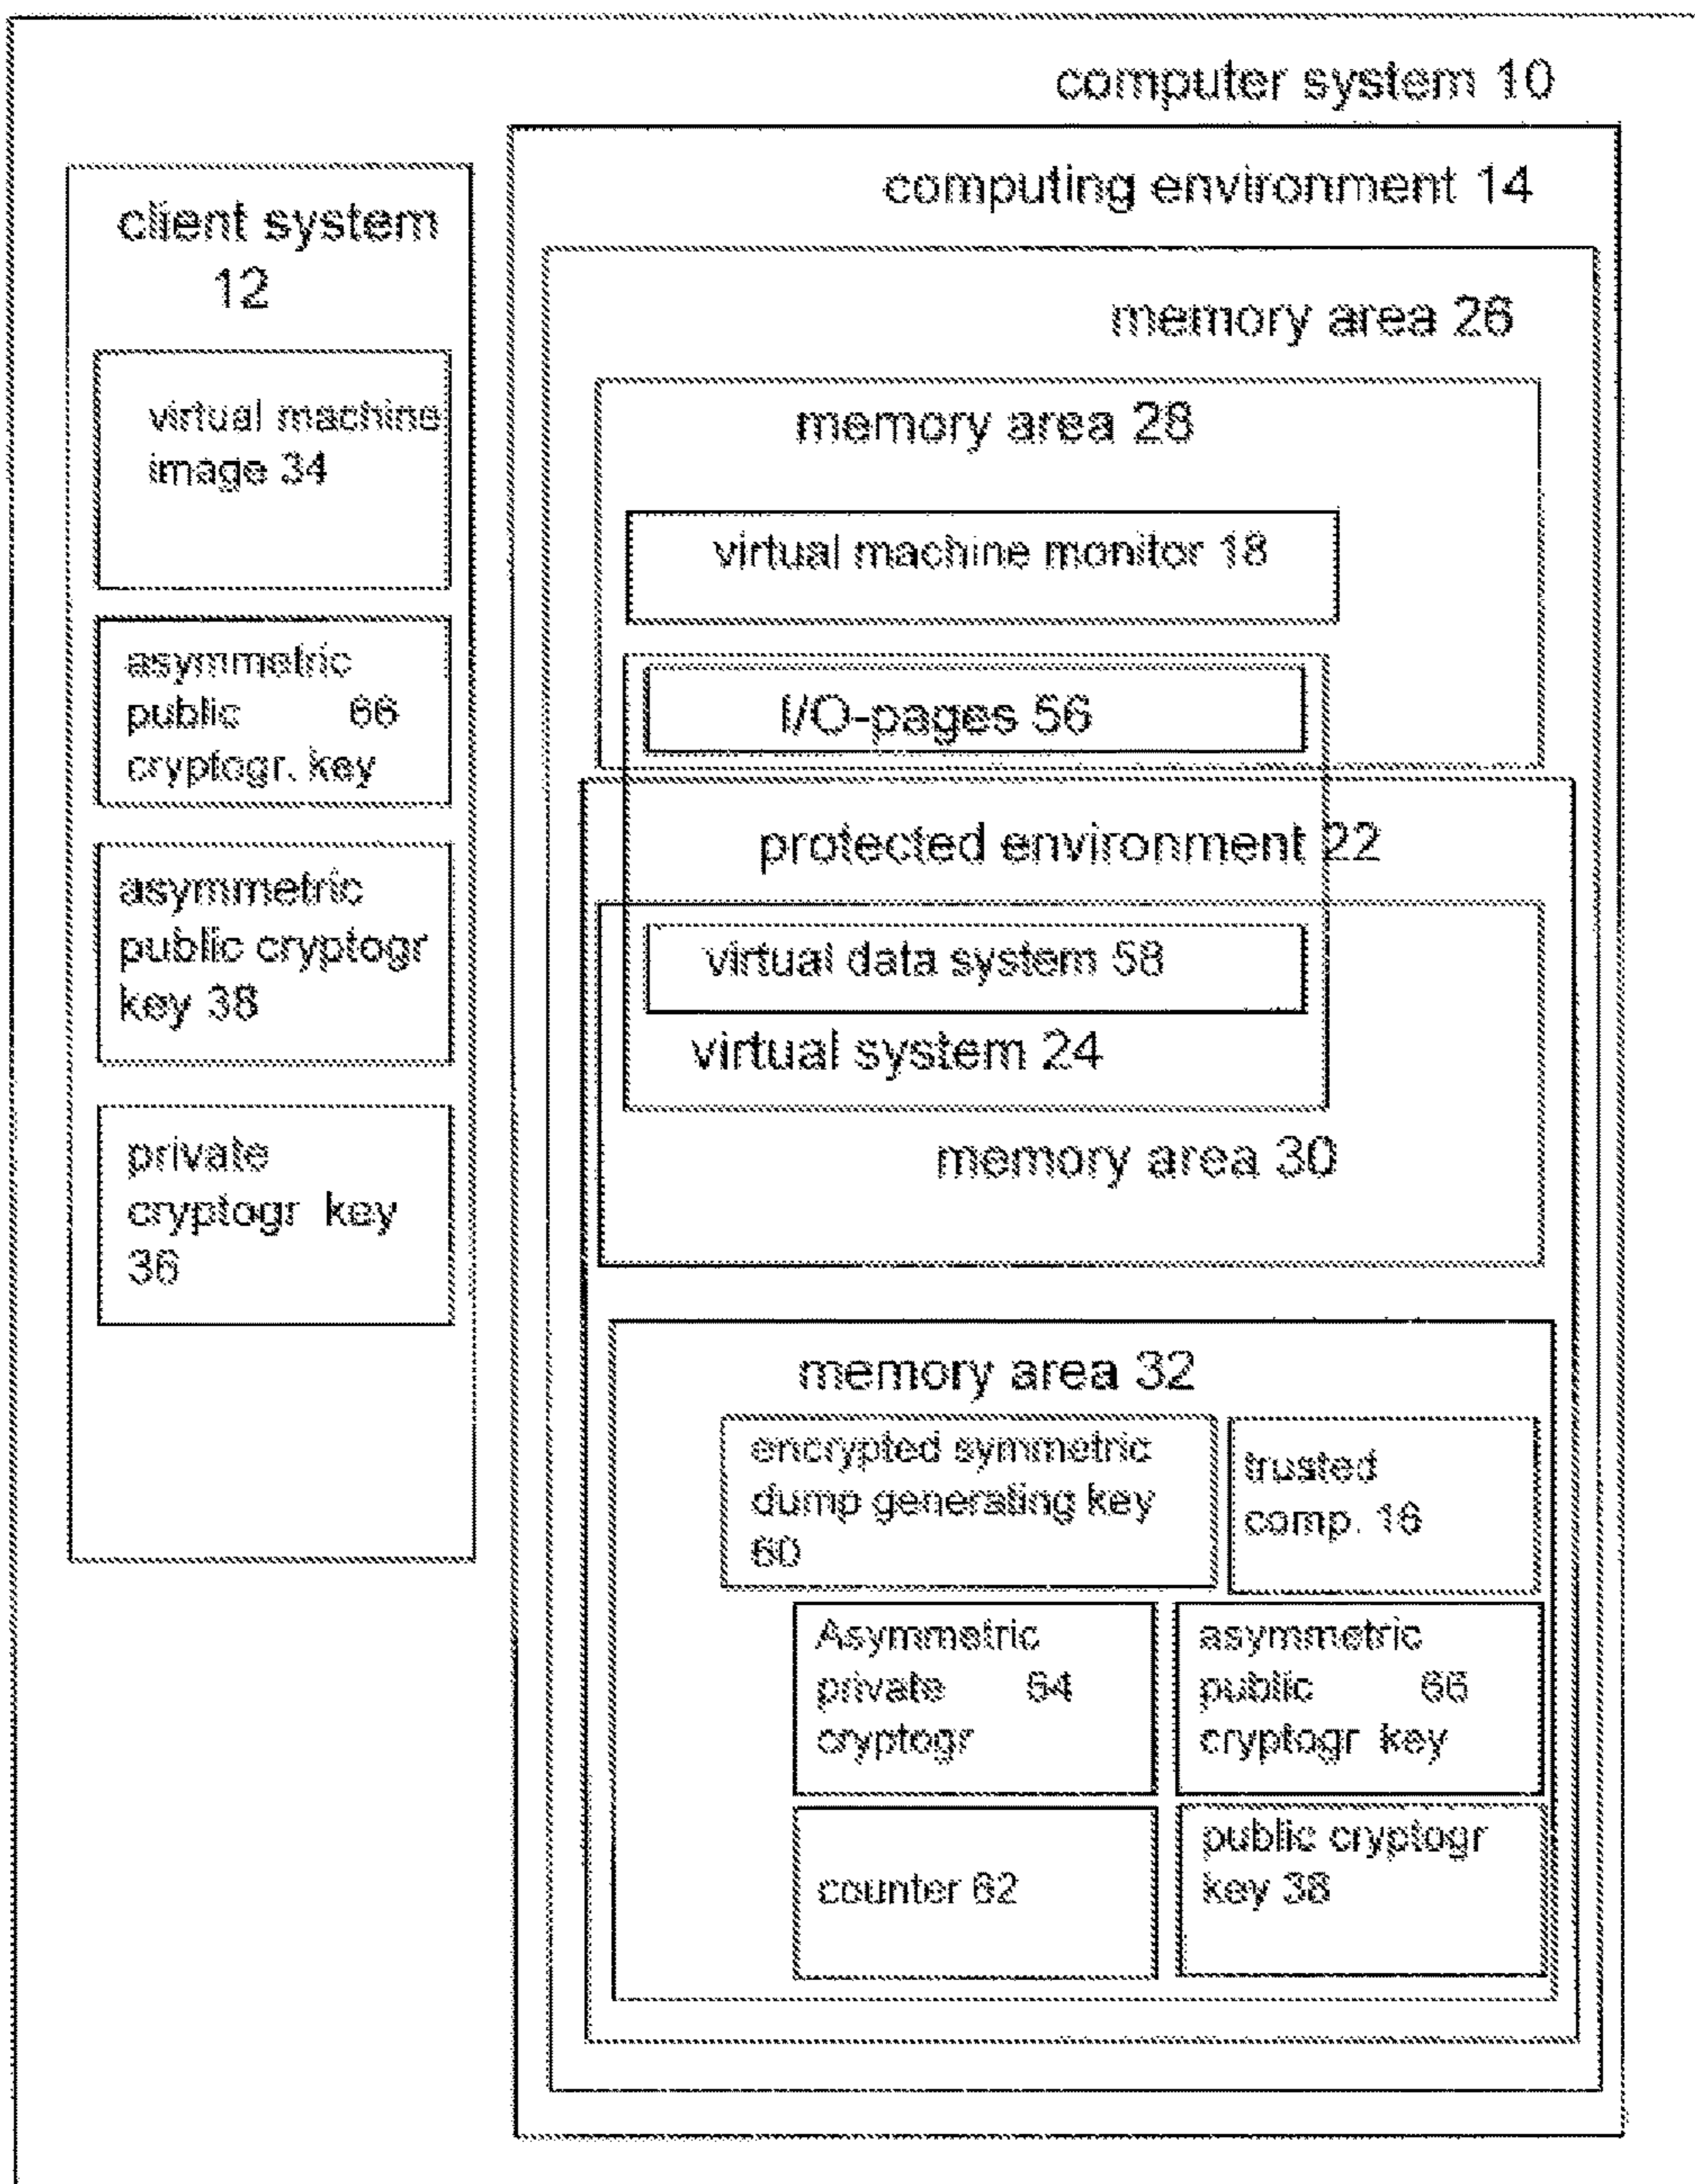 computer system 10
client system
12
virtual machine
image 34
asymmetric
public 66
cryptogr. key
asymmetric
public cryptogr
key 38
private
cryptogr key
36
computing environment 14
memory area 26
memory area 28
virtual machine monitor 18
I/O-pages 56
protected environment 22
virtual data system 58
virtual system 24
memory area 30
memory area 32
encrypted symmetric
dump generating key
60
trusted
comp. 16
Asymmetric
private 64
cryptogr
asymmetric
public 66
cryptogr key
counter 62
public cryptogr
key 38